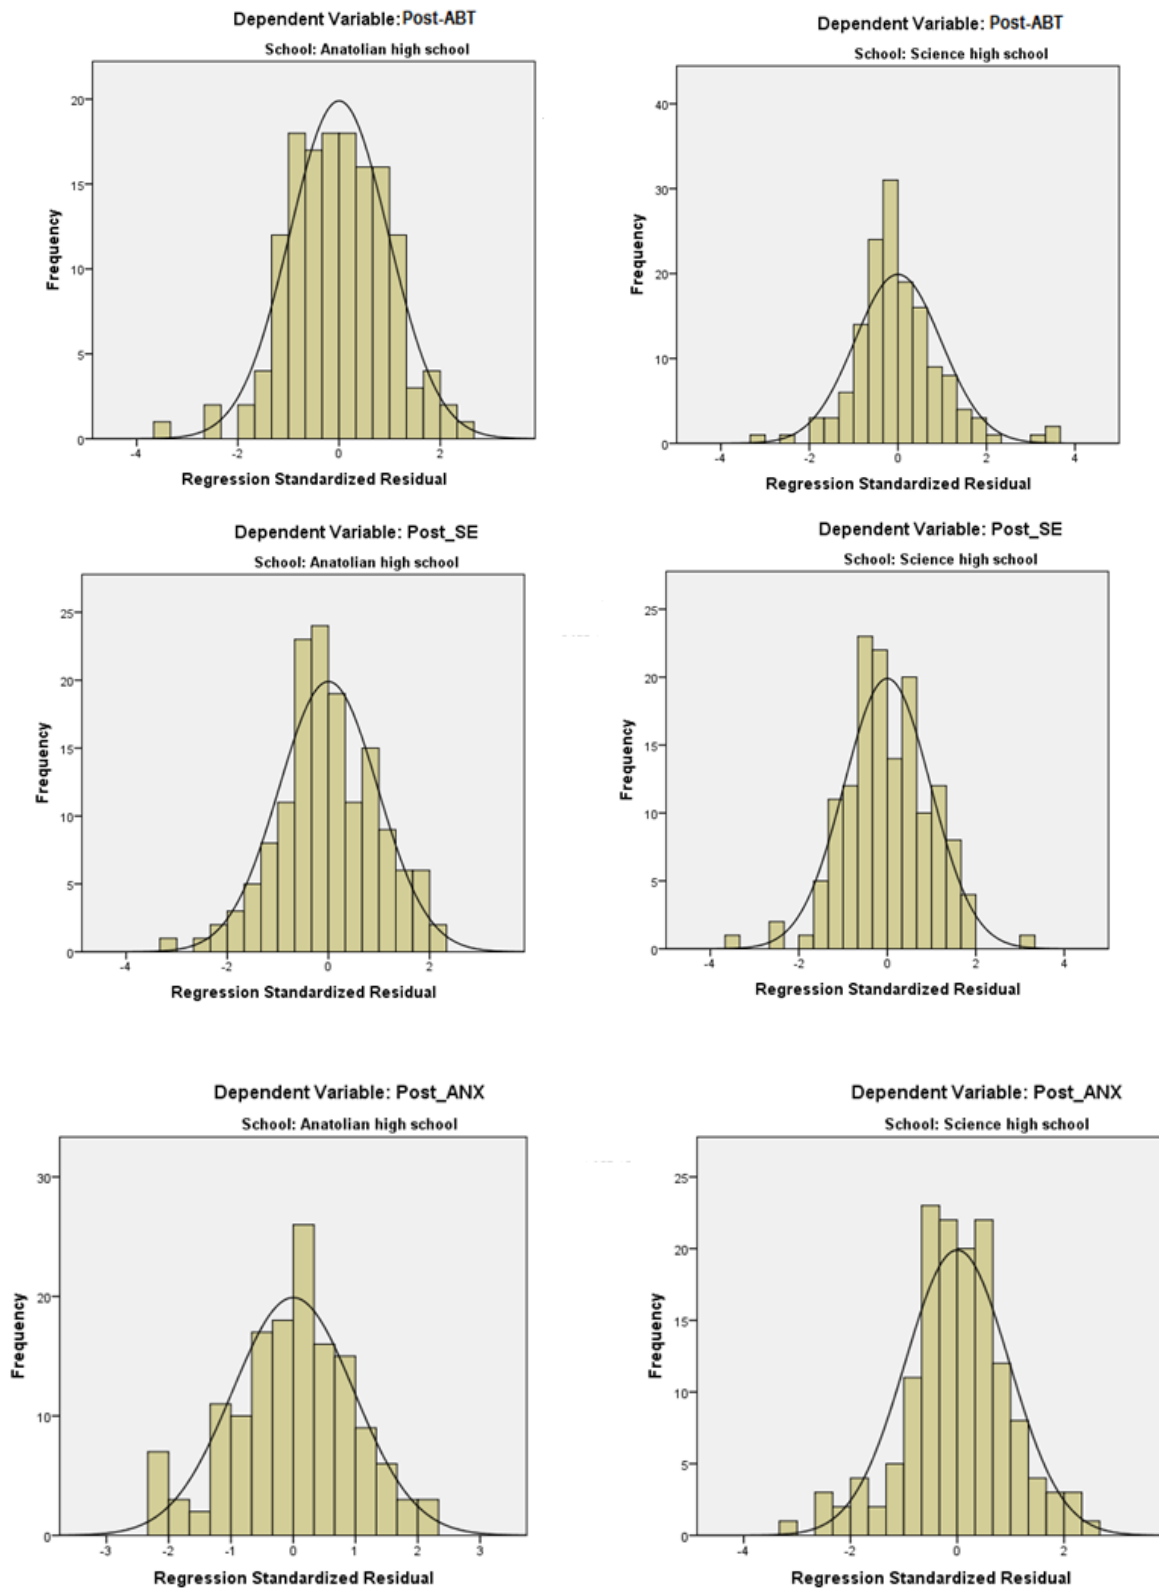 Dependent Variable: Post-ABT
School: Anatolian high school
20
15
10
5
0
Frequency
-4
-2
0
2
Regression Standardized Residual
Dependent Variable: Post-ABT
School: Science high school
40
30
20
10
0
Frequency
-4
-2
0
2
4
Regression Standardized Residual
Dependent Variable: Post_SE
School: Anatolian high school
25
20
15
10
5
0
Frequency
-4
-2
0
2
Regression Standardized Residual
Dependent Variable: Post_SE
School: Science high school
25
20
15
10
5
0
Frequency
-4
-2
0
2
4
Regression Standardized Residual
Dependent Variable: Post_ANX
School: Anatolian high school
30
20
10
0
Frequency
-3
-2
-1
0
1
2
3
Regression Standardized Residual
Dependent Variable: Post_ANX
School: Science high school
25
20
15
10
5
0
Frequency
-4
-2
0
2
Regression Standardized Residual